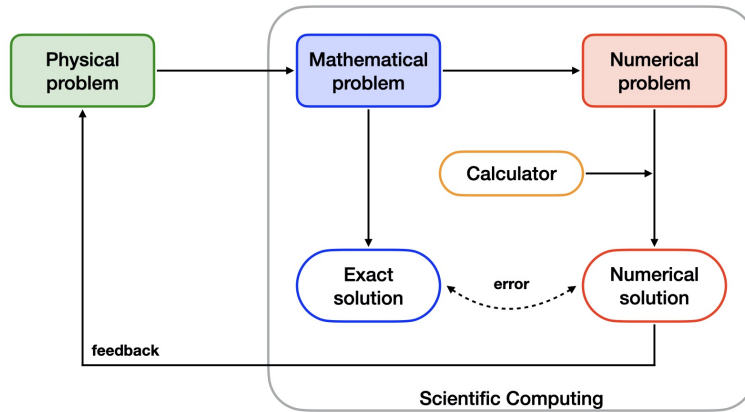 Physical
problem
Mathematical
problem
Numerical
problem
Calculator
Exact
solution
error
Numerical
solution
feedback
Scientific Computing